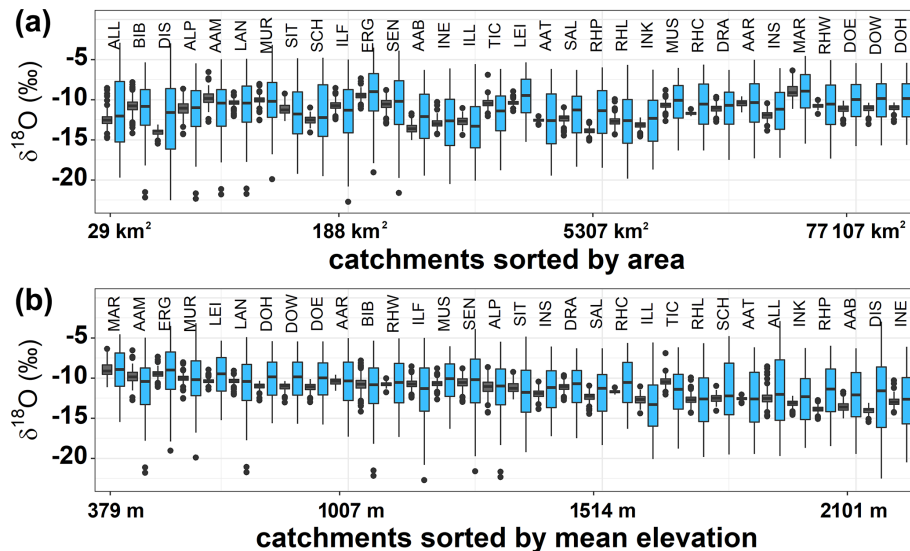 (a)
ALL BIB DIS ALP AAM LAN MUR SIT SCH ILF ERG SEN AAB INE ILL TIC LEI AAT SAL RHP RHL INK MUS RHC DRA AAR INS MAR RHW DOE DOW DOH
−5
−10
−15
−20
δ¹⁸O (‰)
29 km² 188 km² 5307 km² 77 107 km²
catchments sorted by area
(b)
MAR AAM ERG MUR LEI LAN DOH DOW DOE AAR BIB RHW ILF MUS SEN ALP SIT INS DRA SAL RHC ILL TIC RHL SCH AAT ALL INK RHP AAB DIS INE
−5
−10
−15
−20
δ¹⁸O (‰)
379 m 1007 m 1514 m 2101 m
catchments sorted by mean elevation